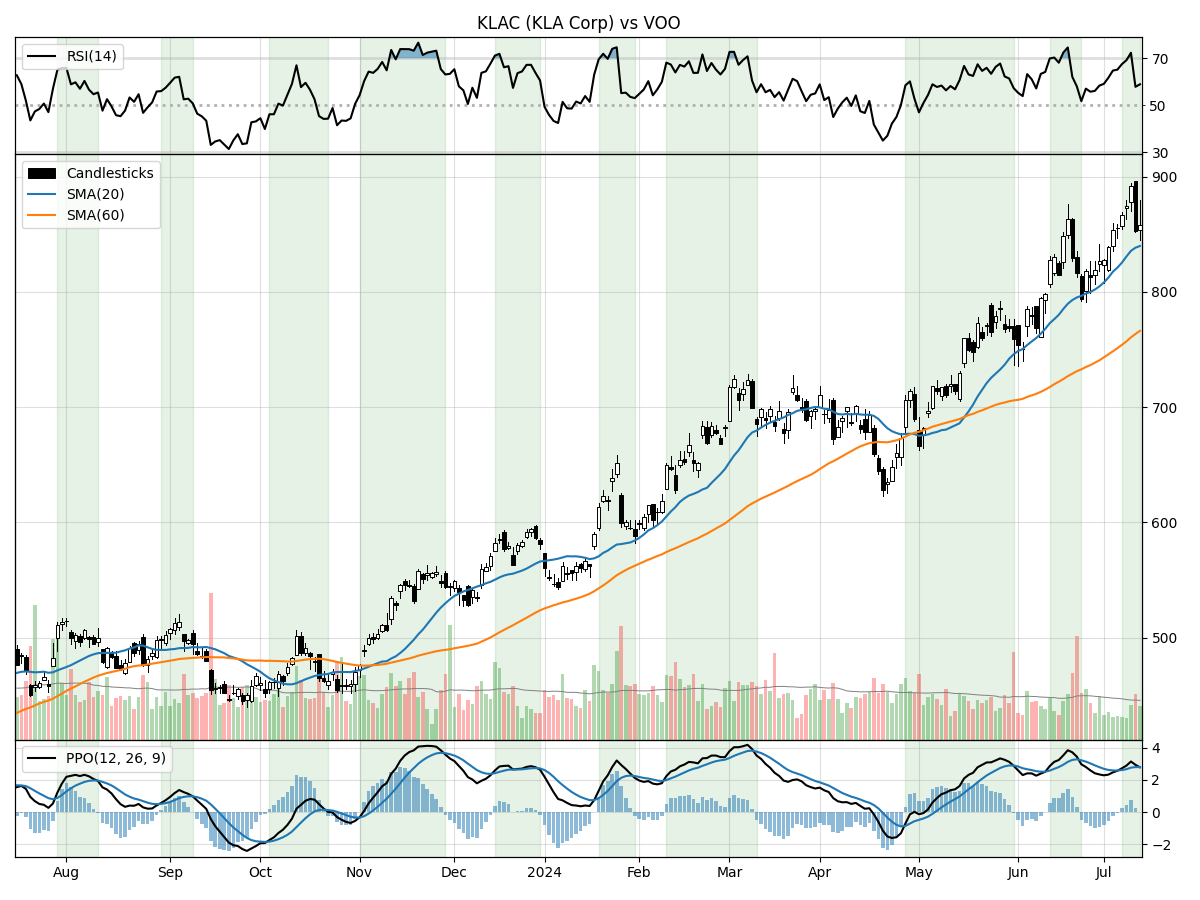 KLAC (KLA Corp) vs VOO
RSI(14)
70
50
30
Candlesticks
SMA(20)
SMA(60)
900
800
700
600
500
PPO(12, 26, 9)
4
2
0
−2
Aug Sep Oct Nov Dec 2024 Feb Mar Apr May Jun Jul